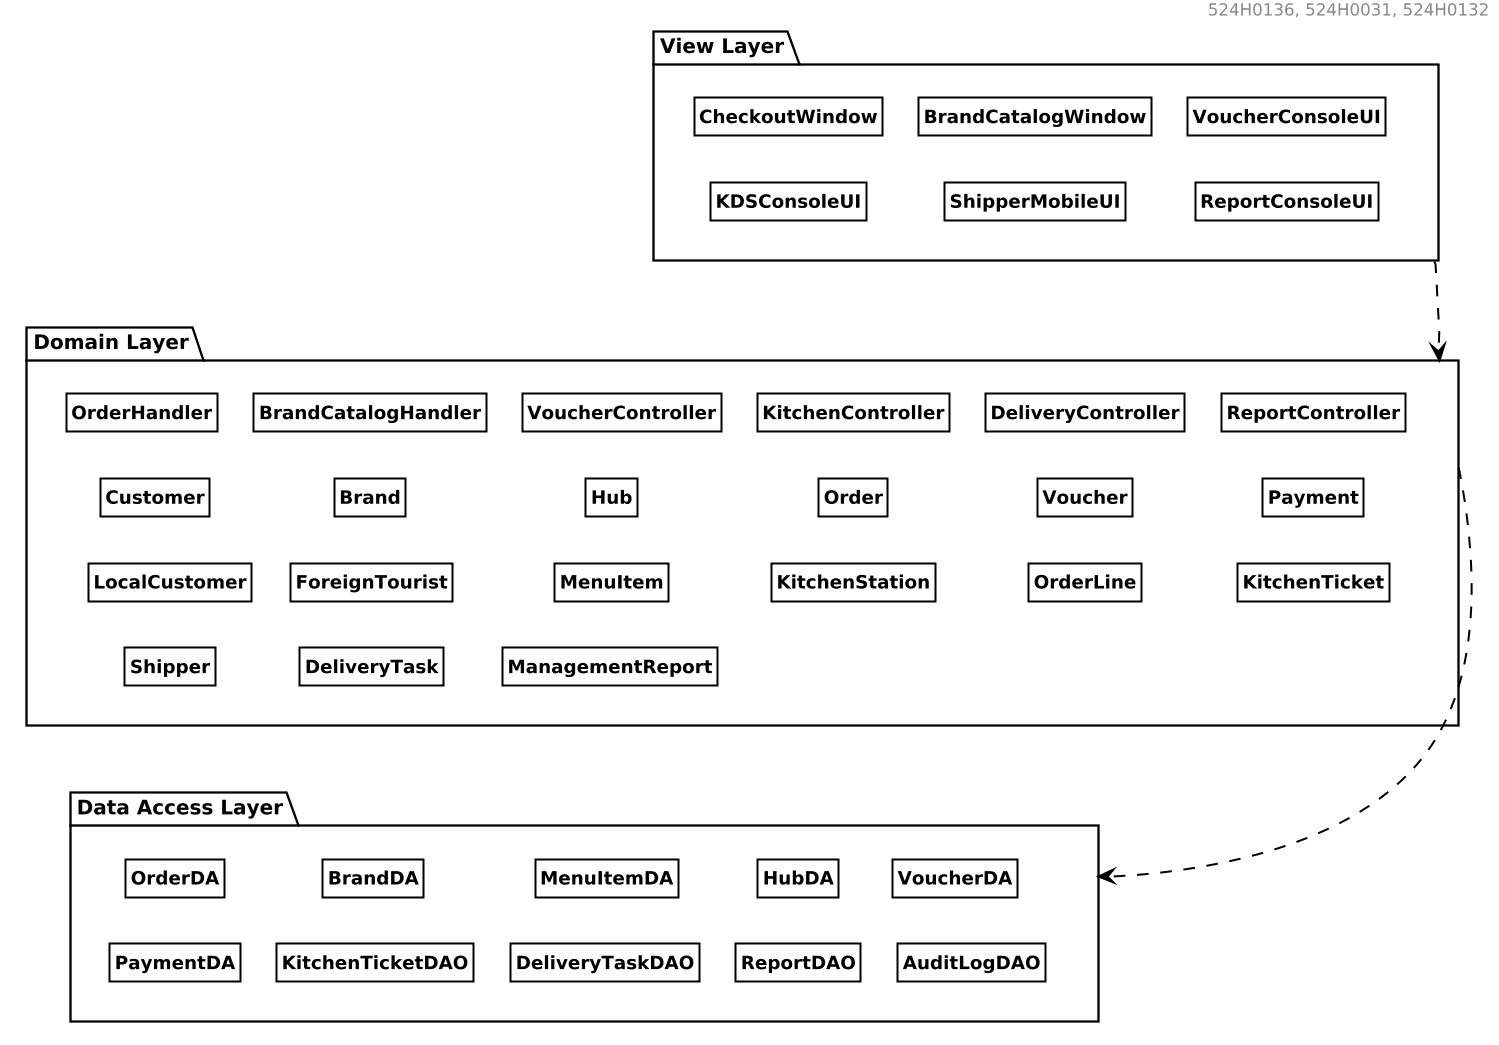 524H0136, 524H0031, 524H0132
View Layer
CheckoutWindow
BrandCatalogWindow
VoucherConsoleUI
KDSConsoleUI
ShipperMobileUI
ReportConsoleUI
Domain Layer
OrderHandler
BrandCatalogHandler
VoucherController
KitchenController
DeliveryController
ReportController
Customer
Brand
Hub
Order
Voucher
Payment
LocalCustomer
ForeignTourist
MenuItem
KitchenStation
OrderLine
KitchenTicket
Shipper
DeliveryTask
ManagementReport
Data Access Layer
OrderDA
BrandDA
MenuItemDA
HubDA
VoucherDA
PaymentDA
KitchenTicketDAO
DeliveryTaskDAO
ReportDAO
AuditLogDAO